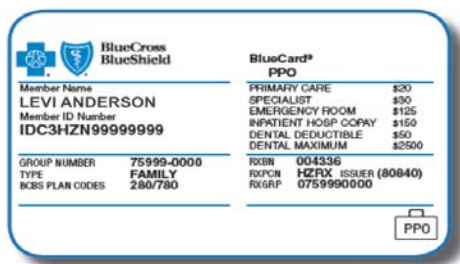 BlueCross
BlueShield
Member Name
LEVI ANDERSON
Member ID Number
IDC3HZN99999999
GROUP NUMBER 75999-0000
TYPE FAMILY
BCBS PLAN CODES 280/780
BlueCard®
PPO
PRIMARY CARE $20
SPECIALIST $30
EMERGENCY ROOM $125
INPATIENT HOSP COPAY $150
DENTAL DEDUCTIBLE $50
DENTAL MAXIMUM $2500
RXBN 004336
RXPCN HZRX ISSUER (80840)
RXGRP 0759990000
PPO